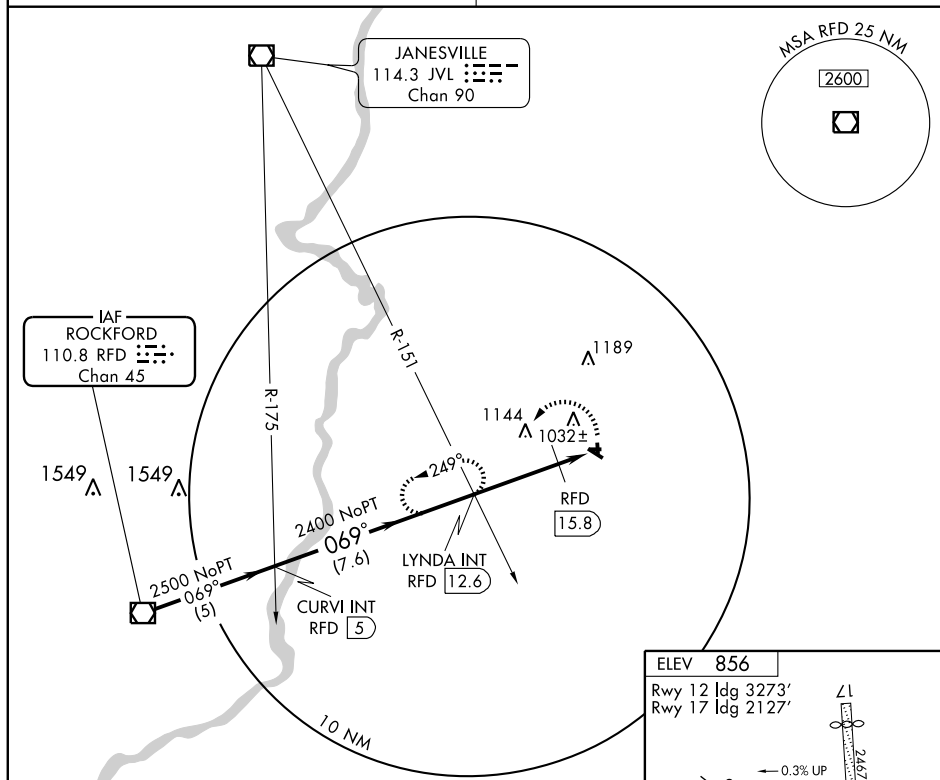 JANESVILLE
114.3 JVL
Chan 90
MSA RFD 25 NM
2600
IAF
ROCKFORD
110.8 RFD
Chan 45
R-175
R-151
1189
1144
1032±
1549
1549
249°
RFD
15.8
2400 NoPT
069°
(7.6)
LYNDA INT
RFD 12.6
2500 NoPT
069°
(5)
CURVI INT
RFD 5
10 NM
ELEV 856
Rwy 12 ldg 3273'
Rwy 17 ldg 2127'
17
2467
0.3% UP